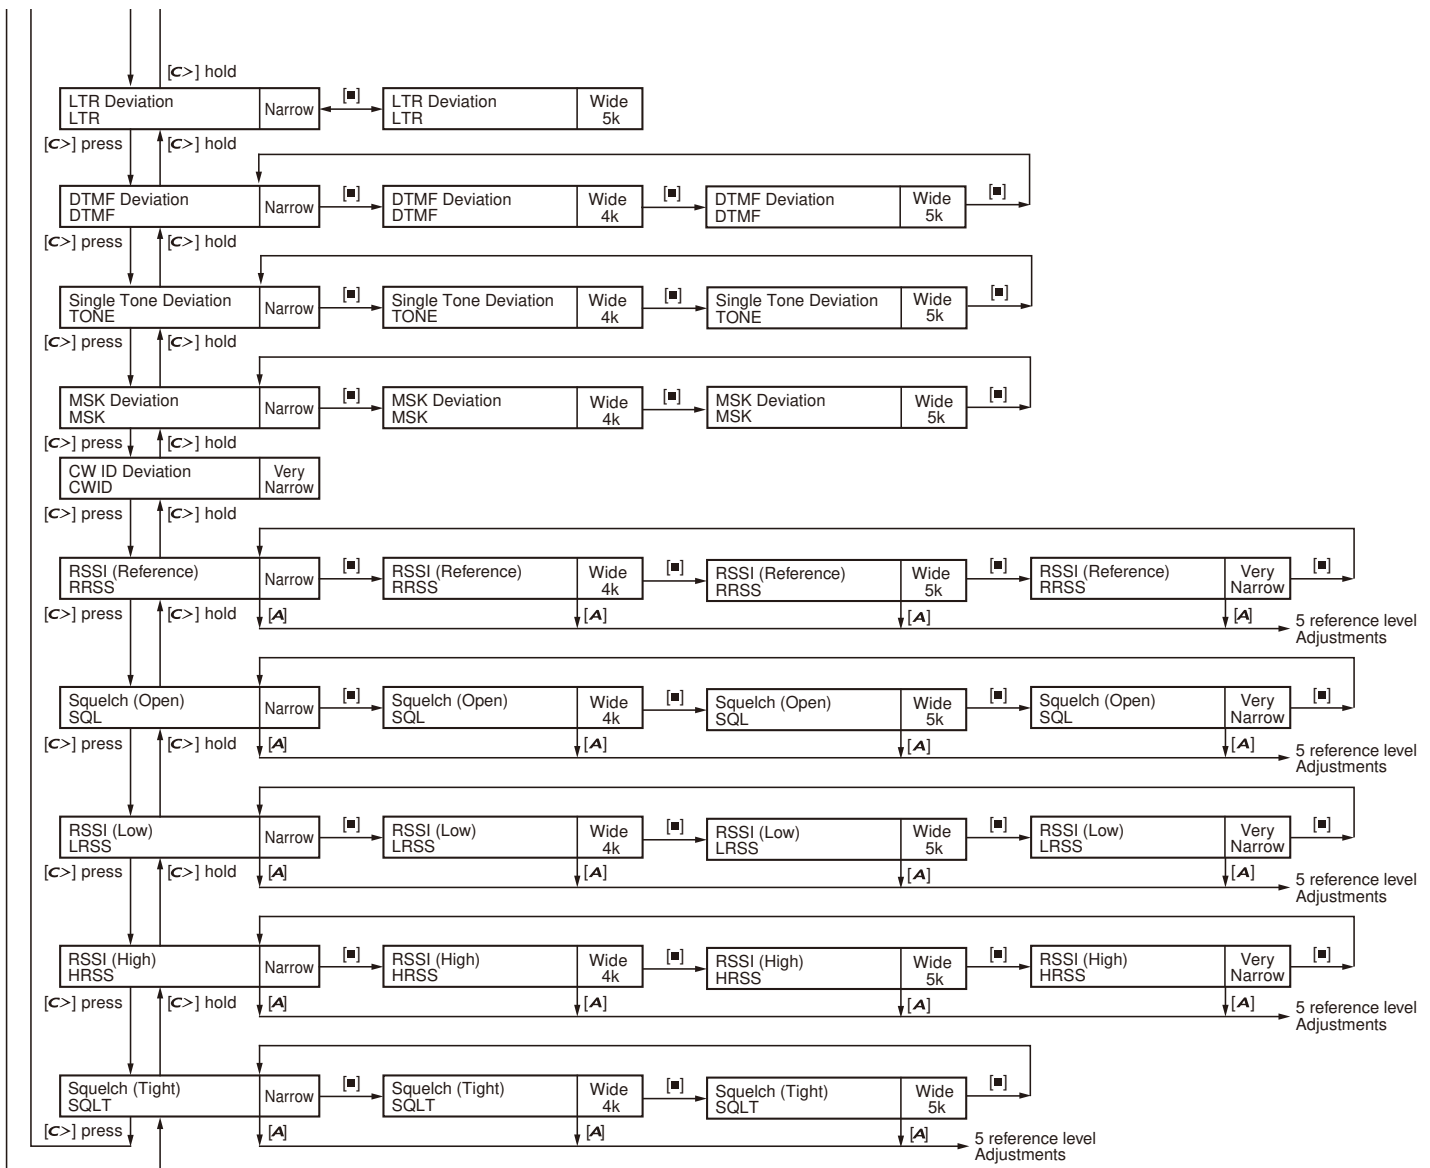 [C>] hold
LTR Deviation
LTR
Narrow
[■]
LTR Deviation
LTR
Wide
5k
[C>] press
[C>] hold
DTMF Deviation
DTMF
Narrow
[■]
DTMF Deviation
DTMF
Wide
4k
[■]
DTMF Deviation
DTMF
Wide
5k
[■]
[C>] press
[C>] hold
Single Tone Deviation
TONE
Narrow
[■]
Single Tone Deviation
TONE
Wide
4k
[■]
Single Tone Deviation
TONE
Wide
5k
[■]
[C>] press
[C>] hold
MSK Deviation
MSK
Narrow
[■]
MSK Deviation
MSK
Wide
4k
[■]
MSK Deviation
MSK
Wide
5k
[■]
[C>] press
[C>] hold
CW ID Deviation
CWID
Very
Narrow
[C>] press
[C>] hold
RSSI (Reference)
RRSS
Narrow
[■]
RSSI (Reference)
RRSS
Wide
4k
[■]
RSSI (Reference)
RRSS
Wide
5k
[■]
RSSI (Reference)
RRSS
Very
Narrow
[■]
[C>] press
[C>] hold
[A]
[A]
[A]
[A]
5 reference level
Adjustments
Squelch (Open)
SQL
Narrow
[■]
Squelch (Open)
SQL
Wide
4k
[■]
Squelch (Open)
SQL
Wide
5k
[■]
Squelch (Open)
SQL
Very
Narrow
[■]
[C>] press
[C>] hold
[A]
[A]
[A]
[A]
5 reference level
Adjustments
RSSI (Low)
LRSS
Narrow
[■]
RSSI (Low)
LRSS
Wide
4k
[■]
RSSI (Low)
LRSS
Wide
5k
[■]
RSSI (Low)
LRSS
Very
Narrow
[■]
[C>] press
[C>] hold
[A]
[A]
[A]
[A]
5 reference level
Adjustments
RSSI (High)
HRSS
Narrow
[■]
RSSI (High)
HRSS
Wide
4k
[■]
RSSI (High)
HRSS
Wide
5k
[■]
RSSI (High)
HRSS
Very
Narrow
[■]
[C>] press
[C>] hold
[A]
[A]
[A]
[A]
5 reference level
Adjustments
Squelch (Tight)
SQLT
Narrow
[■]
Squelch (Tight)
SQLT
Wide
4k
[■]
Squelch (Tight)
SQLT
Wide
5k
[■]
[C>] press
[A]
[A]
[A]
5 reference level
Adjustments